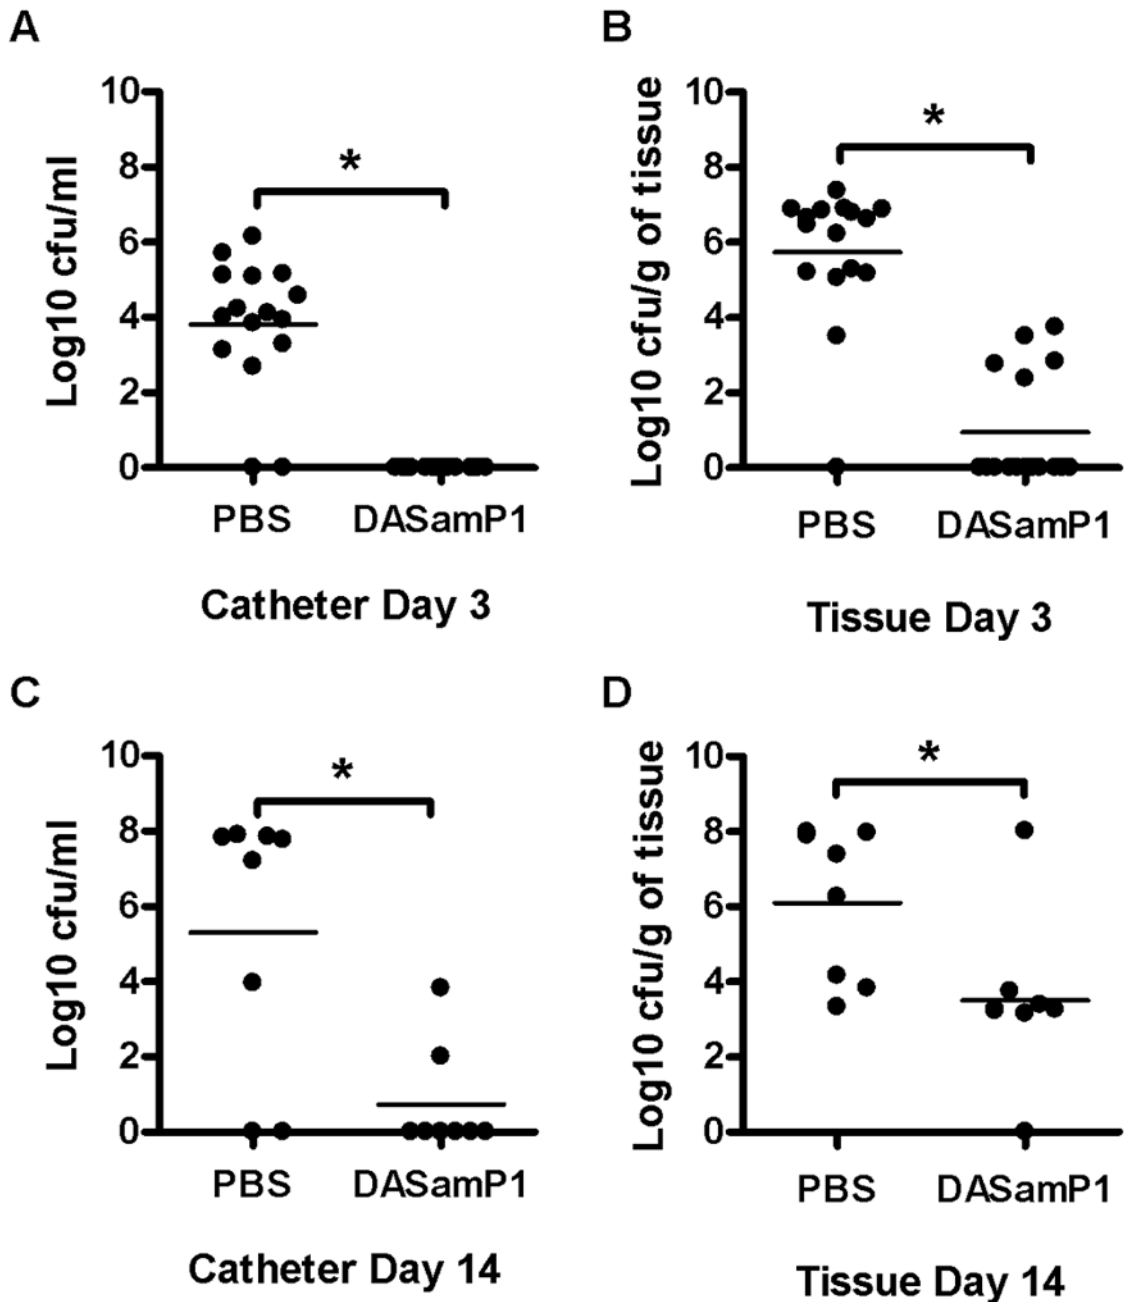 A
B
10
8
6
4
2
0
Log10 cfu/ml
*
PBS
DASamP1
Catheter Day 3
10
8
6
4
2
0
Log10 cfu/g of tissue
*
PBS
DASamP1
Tissue Day 3
C
D
10
8
6
4
2
0
Log10 cfu/ml
*
PBS
DASamP1
Catheter Day 14
10
8
6
4
2
0
Log10 cfu/g of tissue
*
PBS
DASamP1
Tissue Day 14